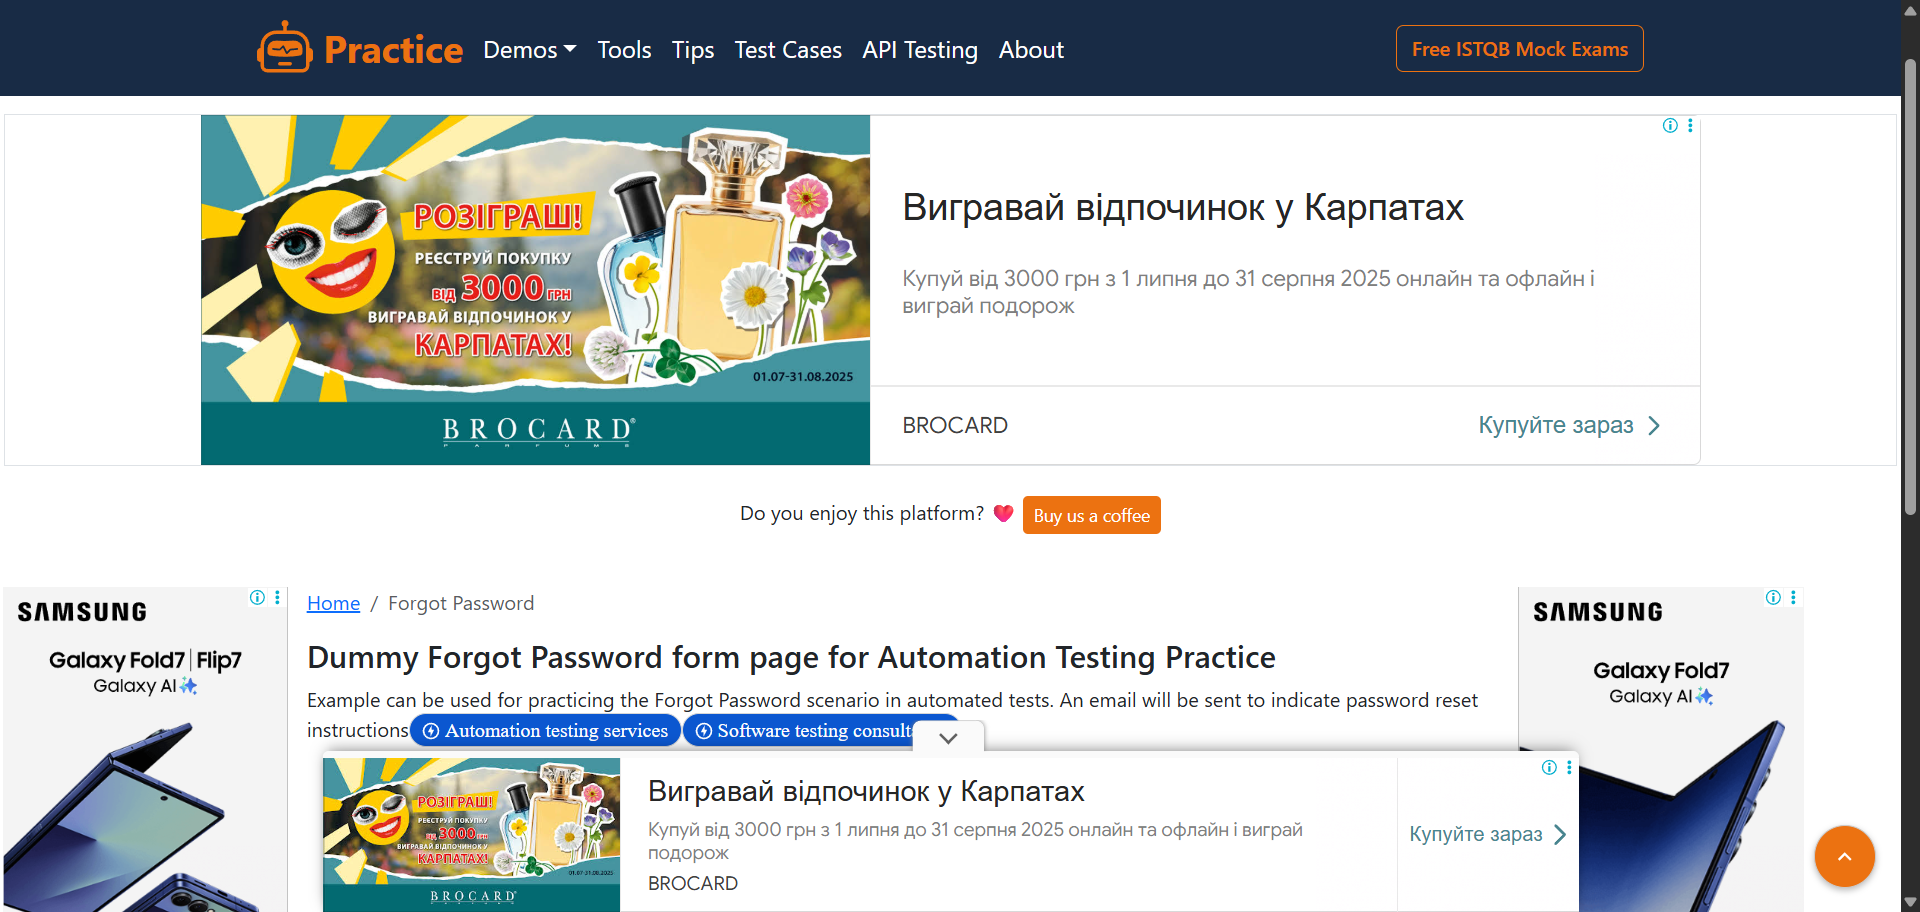 Practice Demos Tools Tips Test Cases API Testing About Free ISTQB Mock Exams
РОЗІГРАШ!
РЕЄСТРУЙ ПОКУПКУ
ВІД 3000 ГРН
ВИГРАВАЙ ВІДПОЧИНОК У
КАРПАТАХ!
01.07-31.08.2025
BROCARD®
PARFUMS
Вигравай відпочинок у Карпатах
Купуй від 3000 грн з 1 липня до 31 серпня 2025 онлайн та офлайн і
виграй подорож
BROCARD Купуйте зараз
Do you enjoy this platform? Buy us a coffee
SAMSUNG
Galaxy Fold7 | Flip7
Galaxy AI
Home / Forgot Password
Dummy Forgot Password form page for Automation Testing Practice
Example can be used for practicing the Forgot Password scenario in automated tests. An email will be sent to indicate password reset
instructions Automation testing services Software testing consult
SAMSUNG
Galaxy Fold7
Galaxy AI
РОЗІГРАШ!
РЕЄСТРУЙ ПОКУПКУ
ВІД 3000 ГРН
ВИГРАВАЙ ВІДПОЧИНОК У
КАРПАТАХ!
01.07-31.08.2025
BROCARD®
Вигравай відпочинок у Карпатах
Купуй від 3000 грн з 1 липня до 31 серпня 2025 онлайн та офлайн і виграй
подорож
BROCARD
Купуйте зараз